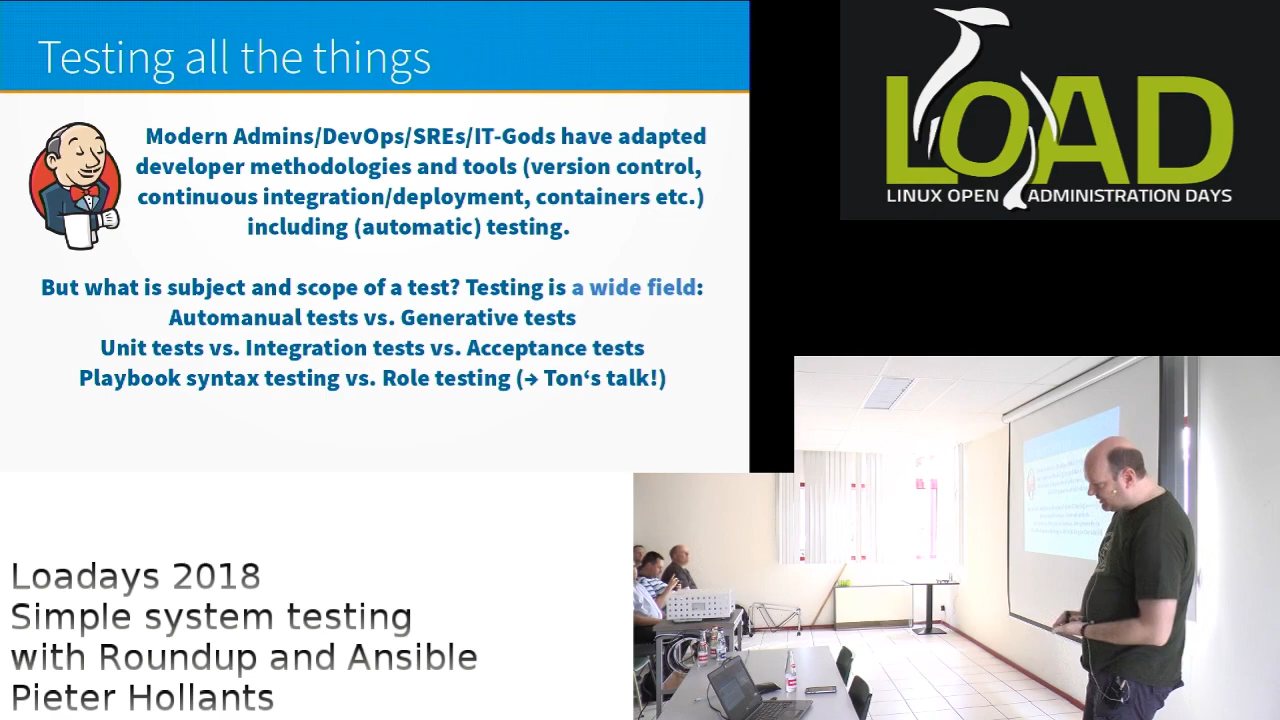 Testing all the things
Modern Admins/DevOps/SREs/IT-Gods have adapted
developer methodologies and tools (version control,
continuous integration/deployment, containers etc.)
including (automatic) testing.
But what is subject and scope of a test? Testing is a wide field:
Automanual tests vs. Generative tests
Unit tests vs. Integration tests vs. Acceptance tests
Playbook syntax testing vs. Role testing (→ Ton‘s talk!)
LOAD
LINUX OPEN ADMINISTRATION DAYS
Loadays 2018
Simple system testing
with Roundup and Ansible
Pieter Hollants